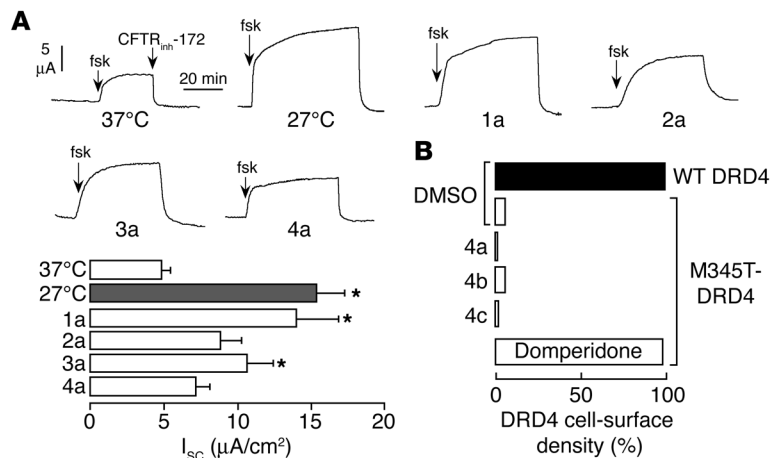 A
5
μA
fsk
CFTRinh-172
20 min
37°C
fsk
27°C
fsk
1a
fsk
2a
fsk
3a
fsk
4a
37°C
27°C
*
1a
*
2a
3a
*
4a
0
5
10
15
20
ISC (μA/cm²)
B
DMSO
WT DRD4
4a
4b
4c
M345T-
DRD4
Domperidone
0
50
100
DRD4 cell-surface
density (%)